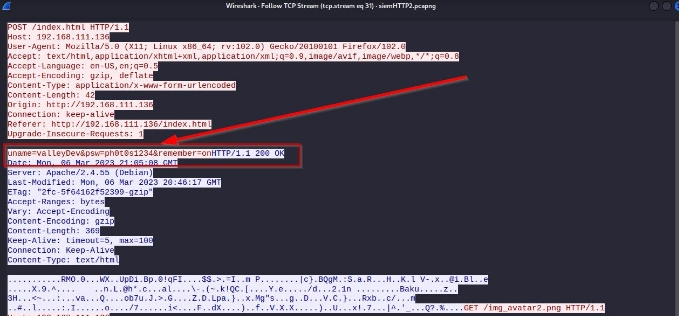 Wireshark - Follow TCP Stream (tcp.stream eq 31) - siemHTTP2.pcapng
POST /index.html HTTP/1.1
Host: 192.168.111.136
User-Agent: Mozilla/5.0 (X11; Linux x86_64; rv:102.0) Gecko/20100101 Firefox/102.0
Accept: text/html,application/xhtml+xml,application/xml;q=0.9,image/avif,image/webp,*/*;q=0.8
Accept-Language: en-US,en;q=0.5
Accept-Encoding: gzip, deflate
Content-Type: application/x-www-form-urlencoded
Content-Length: 42
Origin: http://192.168.111.136
Connection: keep-alive
Referer: http://192.168.111.136/index.html
Upgrade-Insecure-Requests: 1
uname=valleyDev&psw=ph0t0s1234&remember=onHTTP/1.1 200 OK
Date: Mon, 06 Mar 2023 21:05:08 GMT
Server: Apache/2.4.55 (Debian)
Last-Modified: Mon, 06 Mar 2023 20:46:17 GMT
ETag: "2fc-5f64162f52399-gzip"
Accept-Ranges: bytes
Vary: Accept-Encoding
Content-Encoding: gzip
Content-Length: 369
Keep-Alive: timeout=5, max=100
Connection: Keep-Alive
Content-Type: text/html
GET /img_avatar2.png HTTP/1.1